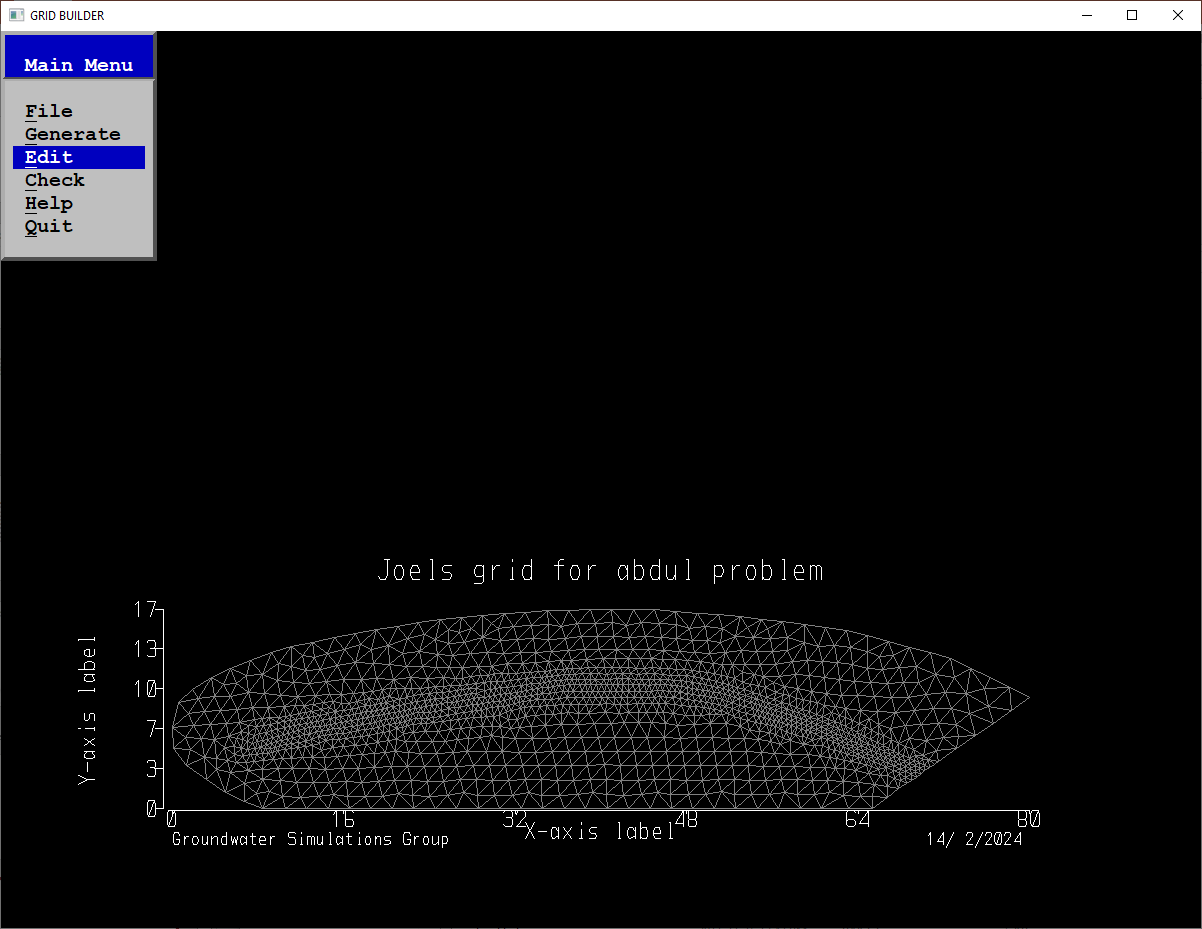 GRID BUILDER
Main Menu
File
Generate
Edit
Check
Help
Quit
Joels grid for abdul problem
17
13
10
7
3
0
Y-axis label
0 16 32 48 64 80
X-axis label
Groundwater Simulations Group 14/ 2/2024